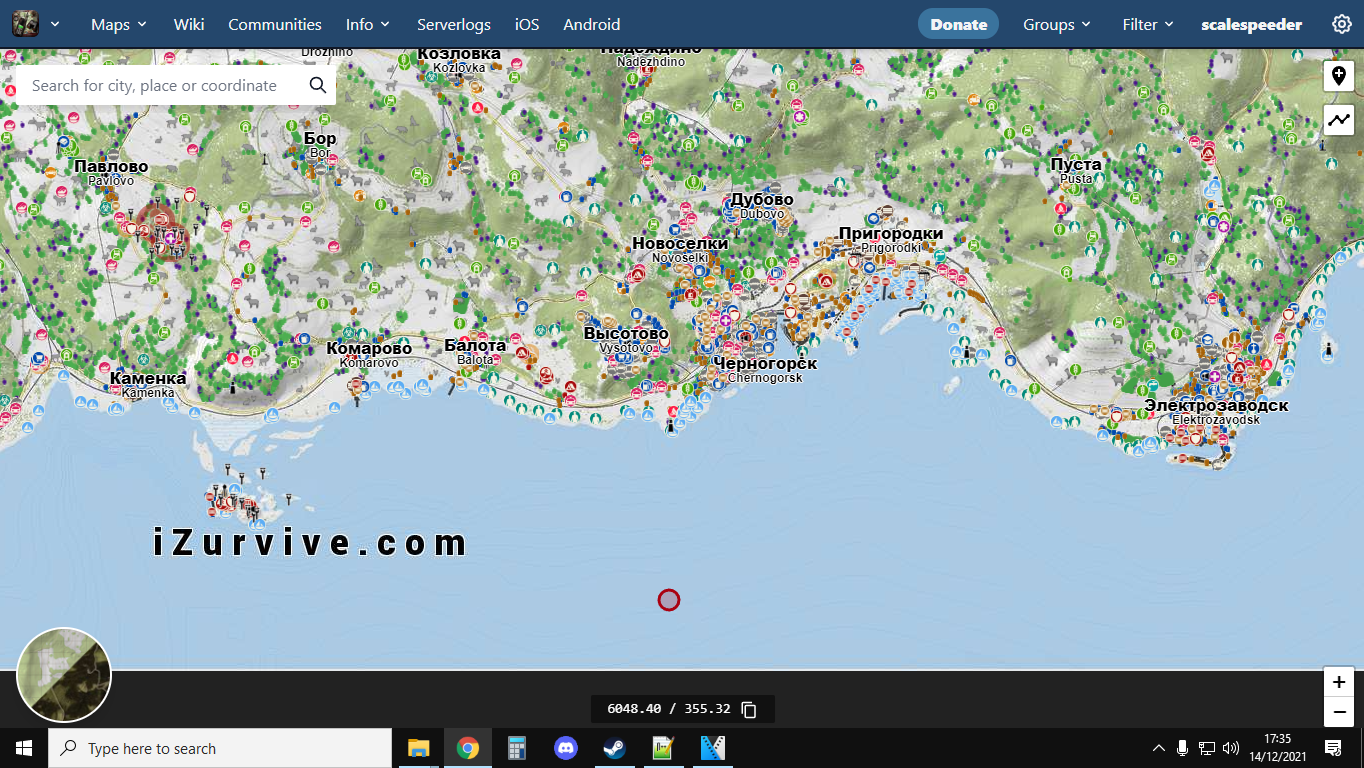 Maps Wiki Communities Info Serverlogs iOS Android Donate Groups Filter scalespeeder
Drozhino
Козловка
Kozlovka
Надеждино
Nadezhdino
Search for city, place or coordinate
Бор
Bor
Павлово
Pavlovo
Пуста
Pusta
Дубово
Dubovo
Пригородки
Prigorodki
Новоселки
Novoselki
Высотово
Vysotovo
Комарово
Komarovo
Балота
Balota
Черногорск
Chernogorsk
Каменка
Kamenka
Электрозаводск
Elektrozavodsk
iZurvive.com
+
−
6048.40 / 355.32
Type here to search
17:35
14/12/2021